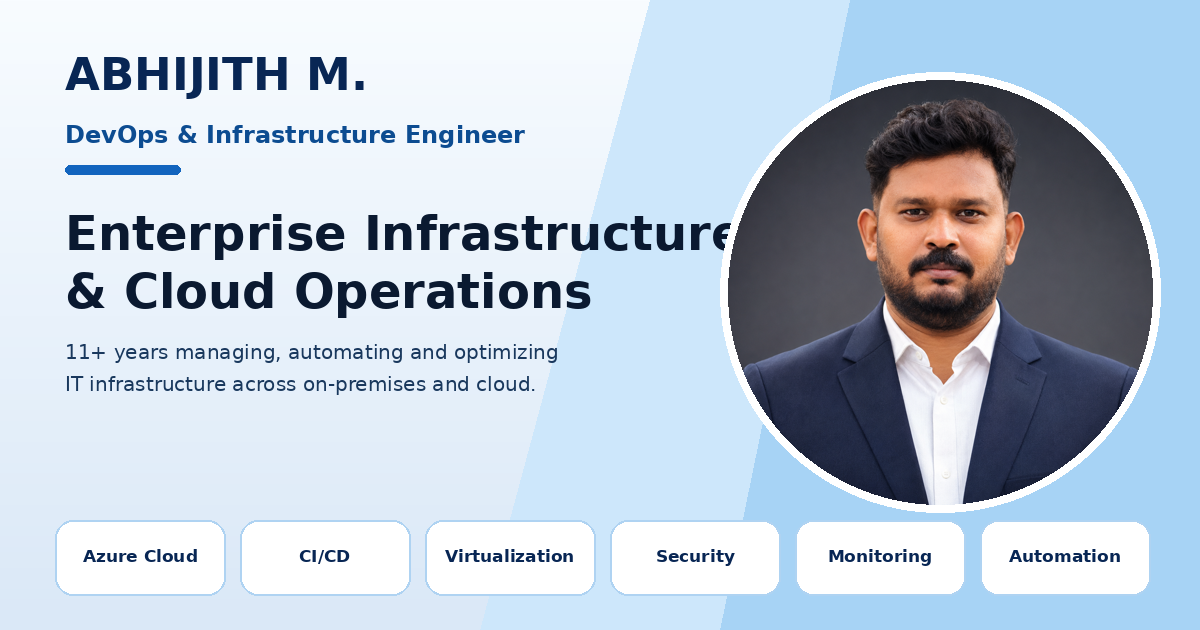 ABHIJITH M.
DevOps & Infrastructure Engineer
Enterprise Infrastructure
& Cloud Operations
11+ years managing, automating and optimizing
IT infrastructure across on-premises and cloud.
Azure Cloud
CI/CD
Virtualization
Security
Monitoring
Automation